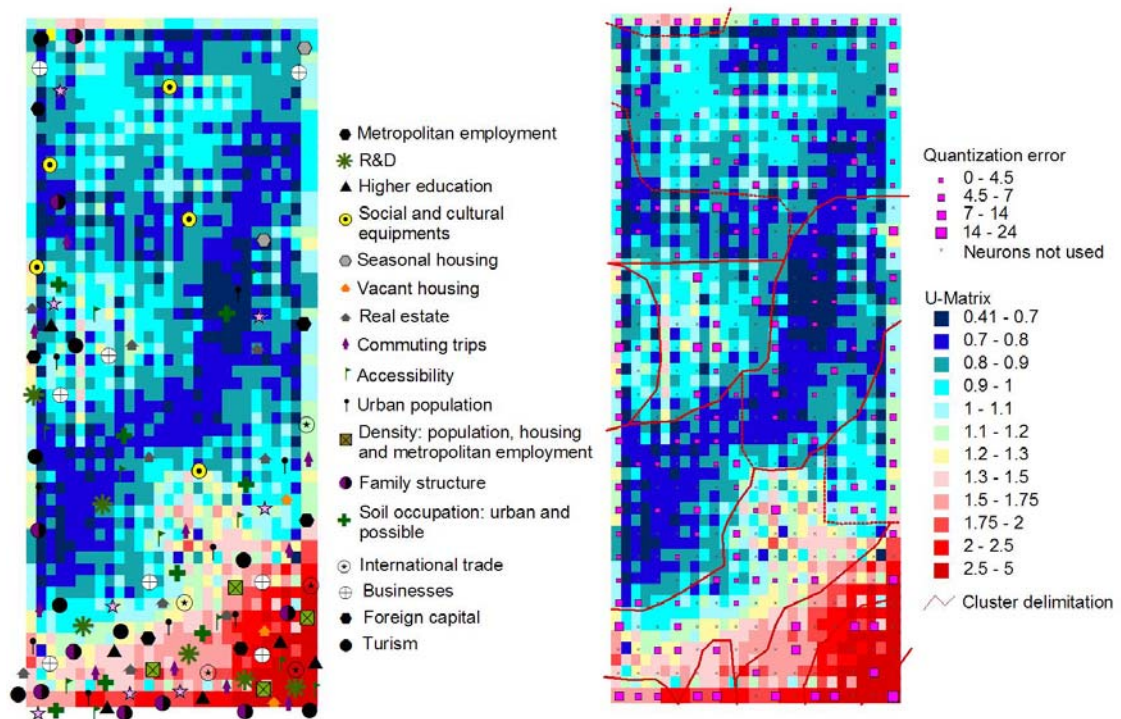 Metropolitan employment
R&D
Higher education
Social and cultural
equipments
Seasonal housing
Vacant housing
Real estate
Commuting trips
Accessibility
Urban population
Density: population, housing
and metropolitan employment
Family structure
Soil occupation: urban and
possible
International trade
Businesses
Foreign capital
Turism
Quantization error
0 - 4.5
4.5 - 7
7 - 14
14 - 24
Neurons not used
U-Matrix
0.41 - 0.7
0.7 - 0.8
0.8 - 0.9
0.9 - 1
1 - 1.1
1.1 - 1.2
1.2 - 1.3
1.3 - 1.5
1.5 - 1.75
1.75 - 2
2 - 2.5
2.5 - 5
Cluster delimitation